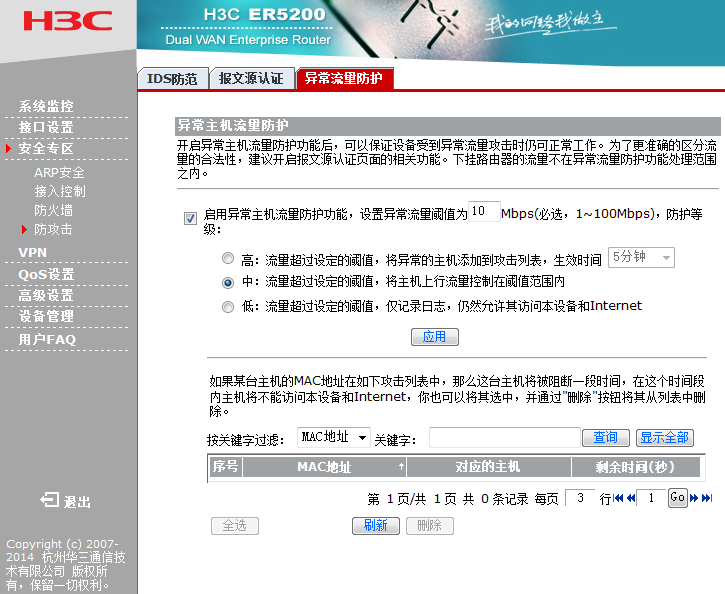 H3C
H3C ER5200
Dual WAN Enterprise Router
我的网络我做主
IDS防范
报文源认证
异常流量防护
系统监控
接口设置
安全专区
ARP安全
接入控制
防火墙
防攻击
VPN
QoS设置
高级设置
设备管理
用户FAQ
退出
Copyright (c) 2007-
2014 杭州华三通信技
术有限公司 版权所
有，保留一切权利。
异常主机流量防护
开启异常主机流量防护功能后，可以保证设备受到异常流量攻击时仍可正常工作。为了更准确的区分流
量的合法性，建议开启报文源认证页面的相关功能。下挂路由器的流量不在异常流量防护功能处理范围
之内。
启用异常主机流量防护功能，设置异常流量阈值为 10 Mbps(必选，1~100Mbps)，防护等
级：
高：流量超过设定的阈值，将异常的主机添加到攻击列表，生效时间 5分钟
中：流量超过设定的阈值，将主机上行流量控制在阈值范围内
低：流量超过设定的阈值，仅记录日志，仍然允许其访问本设备和Internet
应用
如果某台主机的MAC地址在如下攻击列表中，那么这台主机将被阻断一段时间，在这个时间段
内主机将不能访问本设备和Internet，你也可以将其选中，并通过"删除"按钮将其从列表中删
除。
按关键字过滤： MAC地址 关键字： 查询 显示全部
序号 MAC地址 ↑ 对应的主机 剩余时间(秒)
第 1 页/共 1 页 共 0 条记录 每页 3 行 1 Go
全选 刷新 删除